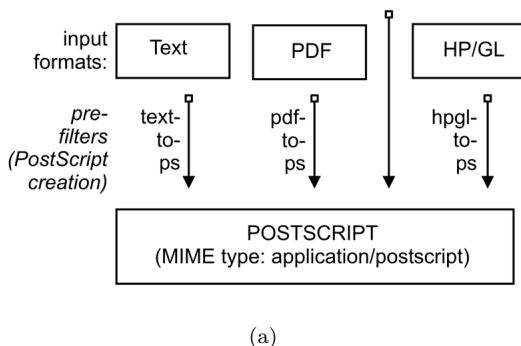 input
formats:
Text
PDF
HP/GL
pre-
filters
(PostScript
creation)
text-
to-
ps
pdf-
to-
ps
hpgl-
to-
ps
POSTSCRIPT
(MIME type: application/postscript)
(a)